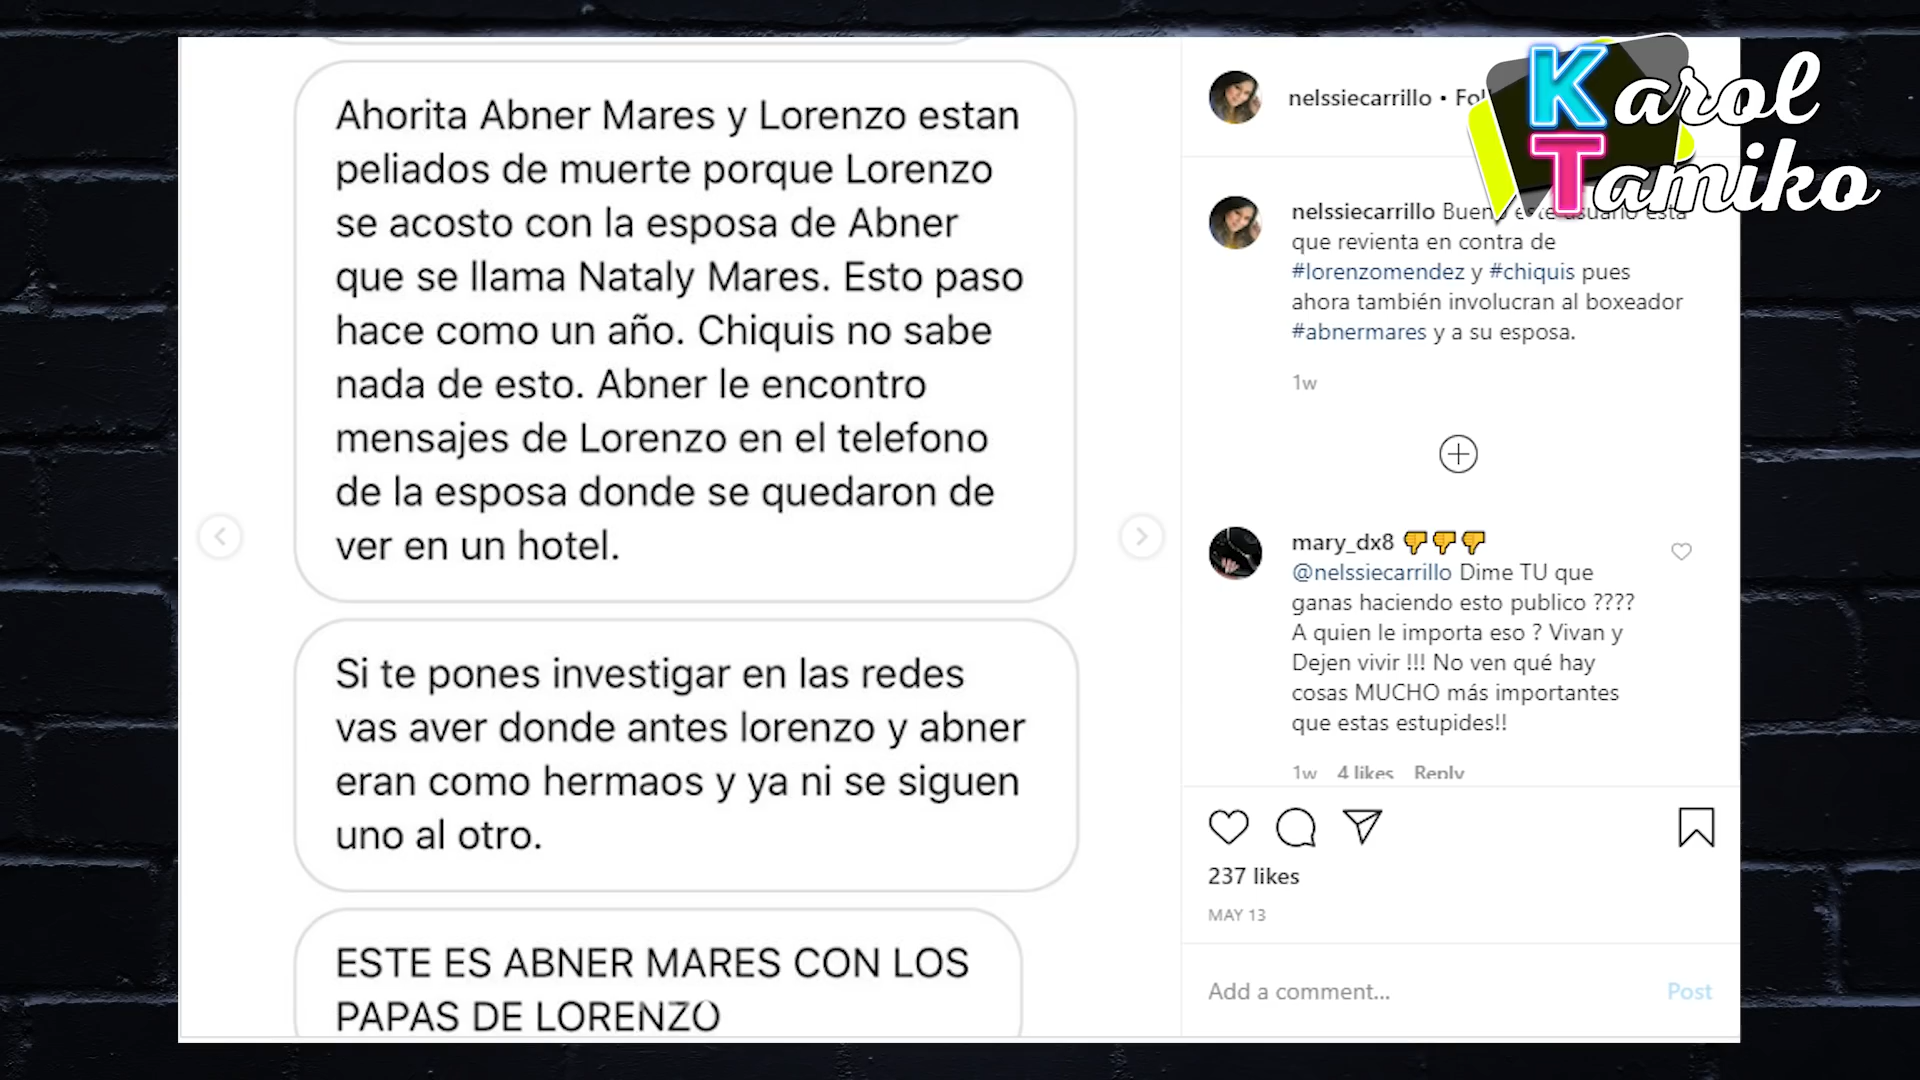 Ahorita Abner Mares y Lorenzo estan
peliados de muerte porque Lorenzo
se acosto con la esposa de Abner
que se llama Nataly Mares. Esto paso
hace como un año. Chiquis no sabe
nada de esto. Abner le encontro
mensajes de Lorenzo en el telefono
de la esposa donde se quedaron de
ver en un hotel.
Si te pones investigar en las redes
vas aver donde antes lorenzo y abner
eran como hermaos y ya ni se siguen
uno al otro.
ESTE ES ABNER MARES CON LOS
PAPAS DE LORENZO
nelssiecarrillo •
Karol
Tamiko
nelssiecarrillo Bueno este usuario esta
que revienta en contra de
#lorenzomendez y #chiquis pues
ahora también involucran al boxeador
#abnermares y a su esposa.
1w
mary_dx8 👎👎👎
@nelssiecarrillo Dime TU que
ganas haciendo esto publico ????
A quien le importa eso ? Vivan y
Dejen vivir !!! No ven qué hay
cosas MUCHO más importantes
que estas estupides!!
1w 4 likes Reply
237 likes
MAY 13
Add a comment...
Post